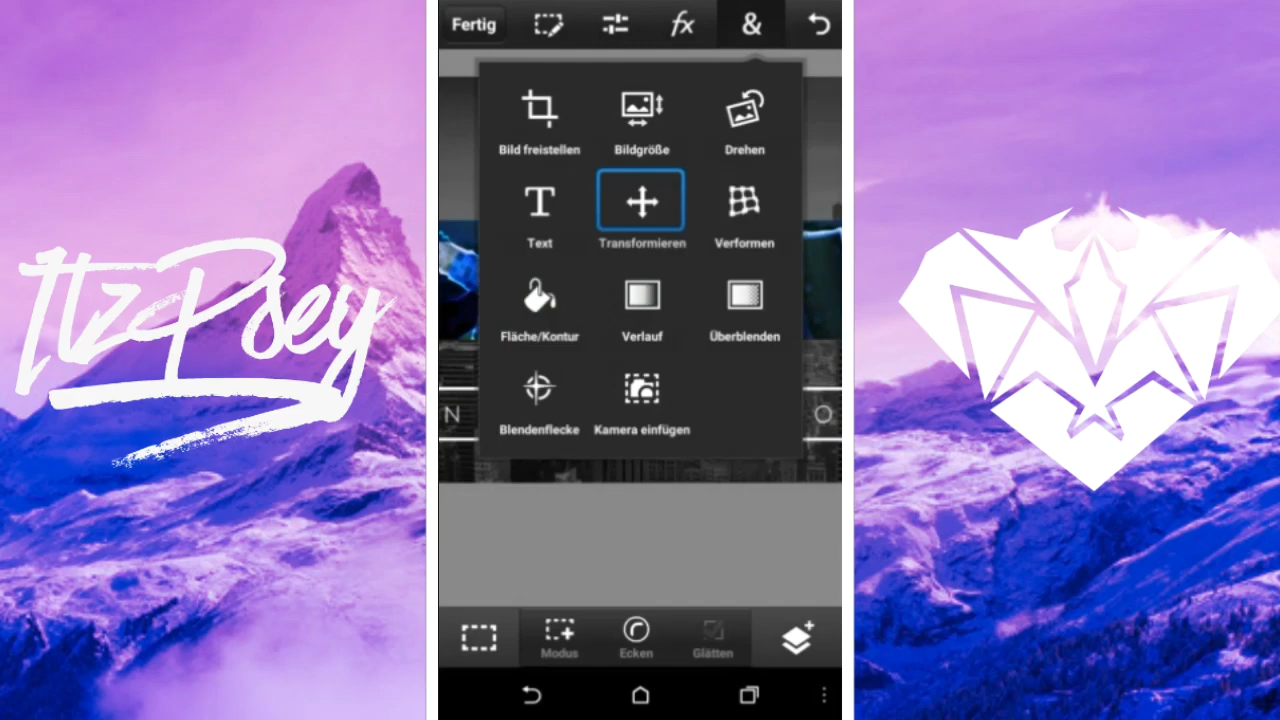 ItzPsey
Fertig
fx
&
Bild freistellen
Bildgröße
Drehen
T
Text
Transformieren
Verformen
Fläche/Kontur
Verlauf
Überblenden
Blendenflecke
Kamera einfügen
N
O
Modus
Ecken
Glätten